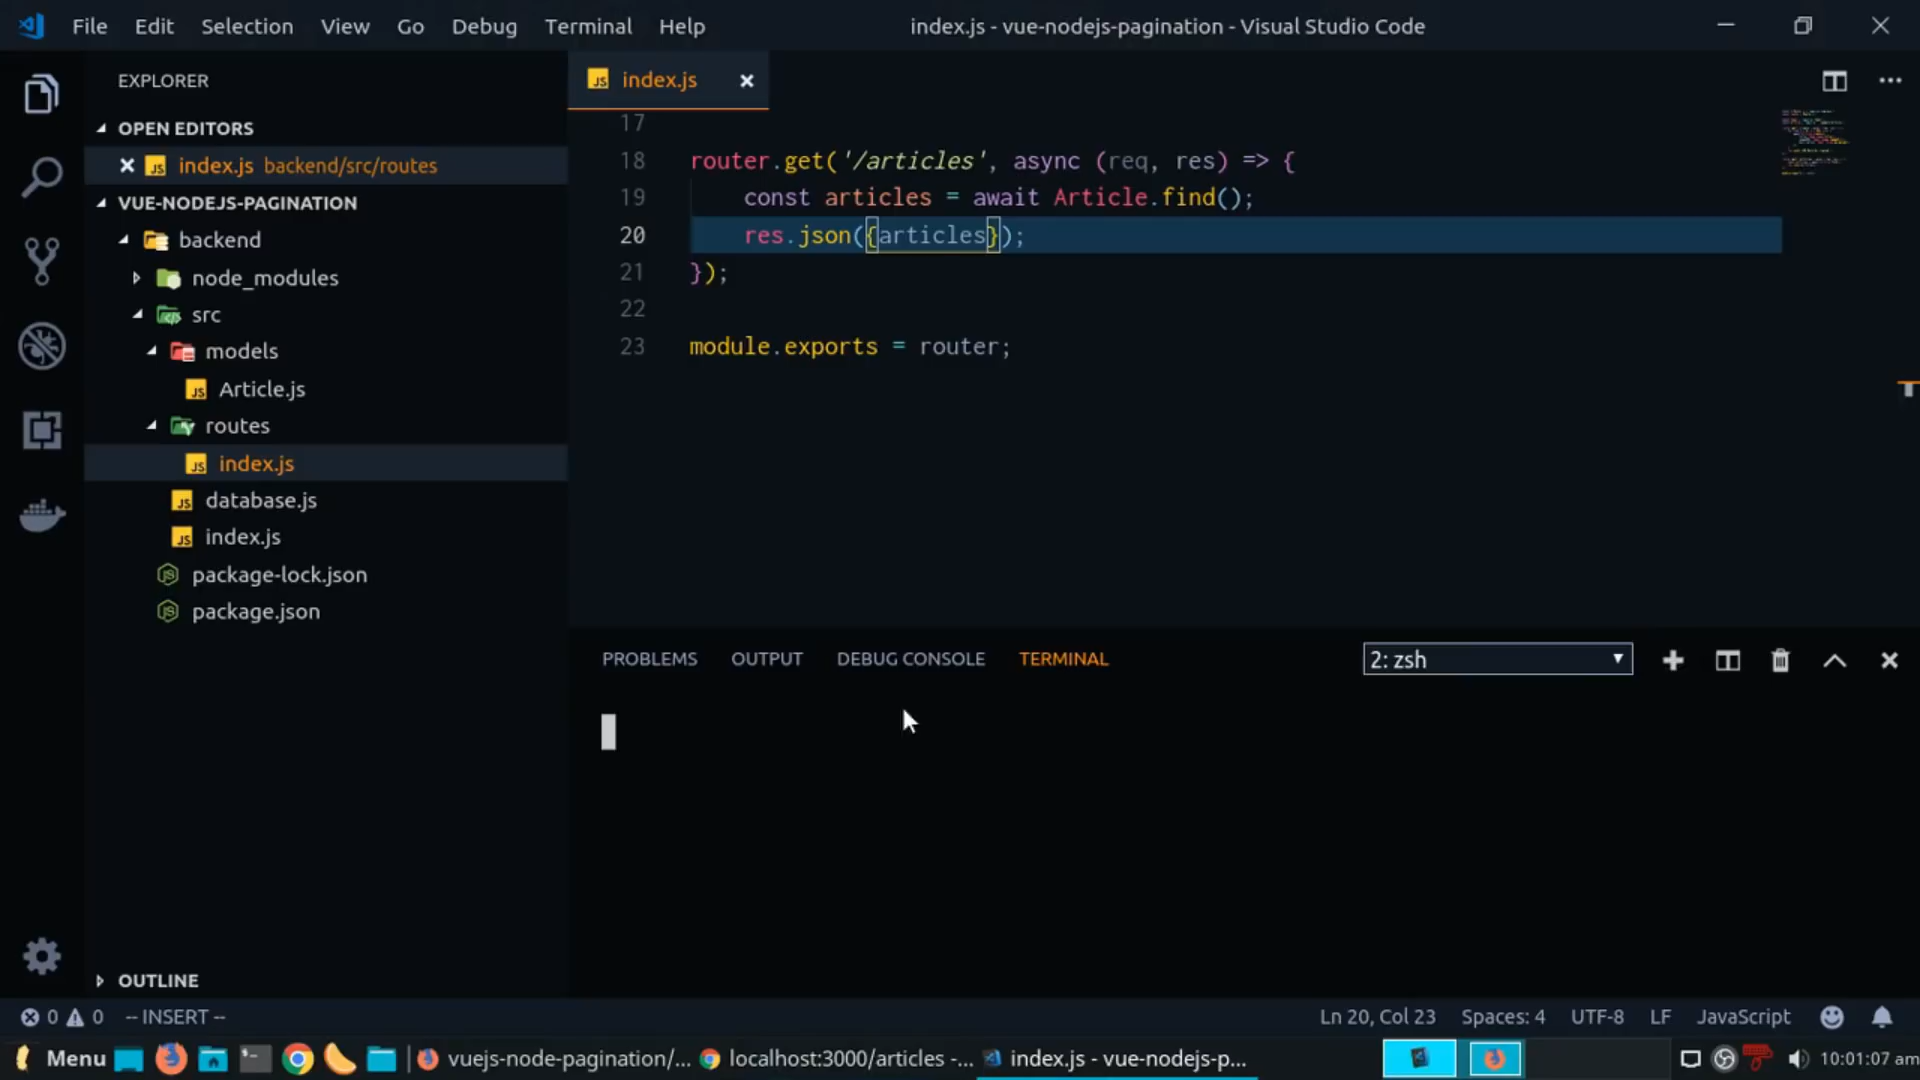 File Edit Selection View Go Debug Terminal Help
index.js - vue-nodejs-pagination - Visual Studio Code
EXPLORER
OPEN EDITORS
index.js backend/src/routes
VUE-NODEJS-PAGINATION
backend
node_modules
src
models
Article.js
routes
index.js
database.js
index.js
package-lock.json
package.json
OUTLINE
index.js
17
18 router.get('/articles', async (req, res) => {
19 const articles = await Article.find();
20 res.json({articles});
21 });
22
23 module.exports = router;
PROBLEMS OUTPUT DEBUG CONSOLE TERMINAL
2: zsh
0 0 -- INSERT --
Ln 20, Col 23 Spaces: 4 UTF-8 LF JavaScript
Menu
vuejs-node-pagination/...
localhost:3000/articles -...
index.js - vue-nodejs-p...
10:01:07 am